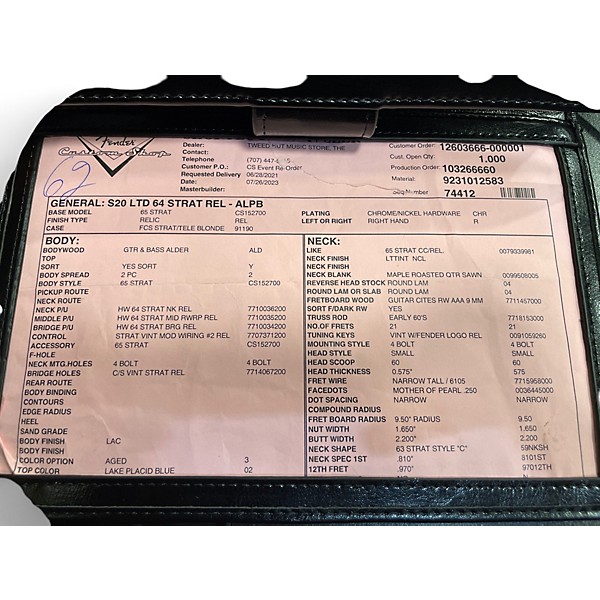 Fender
Custom Shop
62
Dealer: TWEED HUT MUSIC STORE, THE
Contact:
Telephone (707) 447-
Customer P.O.: CS Event Re-Order
Requested Delivery 06/28/2021
Date: 07/26/2023
Masterbuilder:
Customer Order: 12603666-000001
Cust. Open Qty: 1.000
Production Order: 103266660
Material: 9231012583
Seq Number 74412
GENERAL: S20 LTD 64 STRAT REL - ALPB
BASE MODEL 65 STRAT CS152700 PLATING CHROME/NICKEL HARDWARE CHR
FINISH TYPE RELIC REL LEFT OR RIGHT RIGHT HAND R
CASE FCS STRAT/TELE BLONDE 91190
BODY:
BODYWOOD GTR & BASS ALDER ALD
TOP
SORT YES SORT Y
BODY SPREAD 2 PC 2
BODY STYLE 65 STRAT CS152700
PICKUP ROUTE
NECK ROUTE
NECK P/U HW 64 STRAT NK REL 7710036200
MIDDLE P/U HW 64 STRAT MID RWRP REL 7710035200
BRIDGE P/U HW 64 STRAT BRG REL 7710034200
CONTROL STRAT VINT MOD WIRING #2 REL 7707371200
ACCESSORY 65 STRAT CS152700
F-HOLE
NECK MTG.HOLES 4 BOLT 4 BOLT
BRIDGE HOLES C/S VINT STRAT REL 7714067200
REAR ROUTE
BODY BINDING
CONTOURS
EDGE RADIUS
HEEL
SAND GRADE
BODY FINISH LAC
BODY FINISH
COLOR OPTION AGED 3
TOP COLOR LAKE PLACID BLUE 02
NECK:
LIKE 65 STRAT CC/REL. 0079339981
NECK FINISH LTTINT NCL
NECK FINISH
NECK BLANK MAPLE ROASTED QTR SAWN 0099508005
REVERSE HEAD STOCK ROUND LAM 04
ROUND LAM OR SLAB ROUND LAM 04
FRETBOARD WOOD GUITAR CITES RW AAA 9 MM 7711457000
SORT F/DARK RW YES
TRUSS ROD EARLY 60'S 7718153000
NO.OF FRETS 21 21
TUNING KEYS VINT W/FENDER LOGO REL 0091059260
MOUNTING STYLE 4 BOLT 4 BOLT
HEAD STYLE SMALL SMALL
HEAD SCOOP 60 60
HEAD THICKNESS 0.575" 575
FRET WIRE NARROW TALL / 6105 7715958000
FACEDOTS MOTHER OF PEARL .250 0036445000
DOT SPACING NARROW NARROW
COMPOUND RADIUS
FRET BOARD RADIUS 9.50" RADIUS 9.50
NUT WIDTH 1.650" 1.650
BUTT WIDTH 2.200" 2.200
NECK SHAPE 63 STRAT STYLE "C" 59NKSH
NECK SPEC 1ST .810" 8101ST
12TH FRET .970" 97012TH